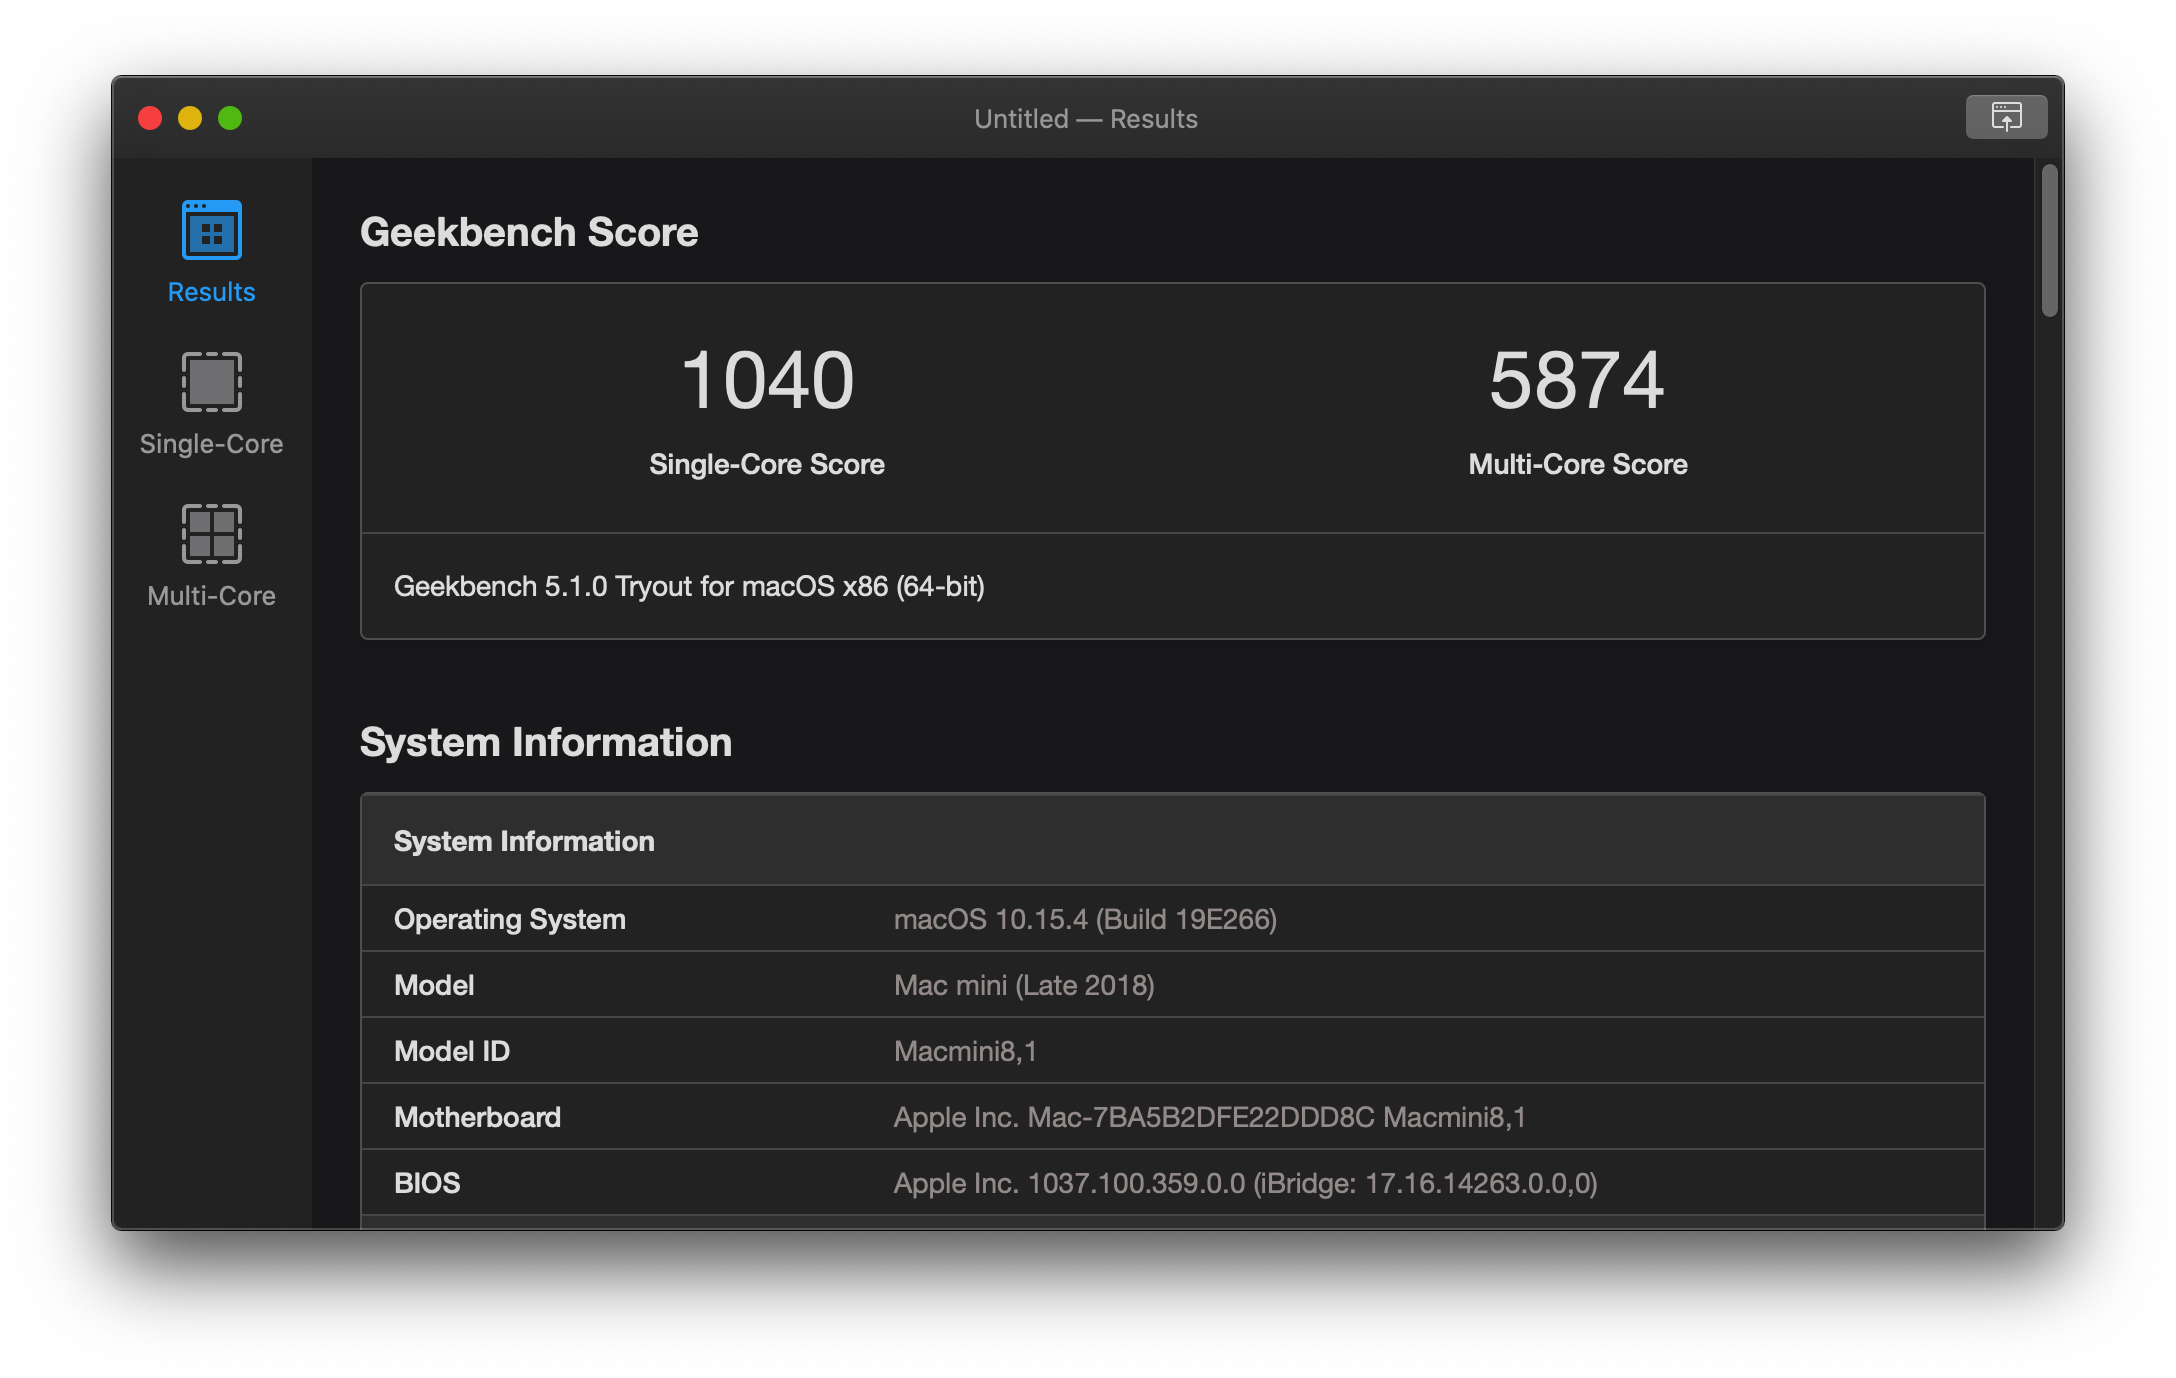 Untitled — Results
Results
Single-Core
Multi-Core
Geekbench Score
1040
Single-Core Score
5874
Multi-Core Score
Geekbench 5.1.0 Tryout for macOS x86 (64-bit)
System Information
System Information
Operating System macOS 10.15.4 (Build 19E266)
Model Mac mini (Late 2018)
Model ID Macmini8,1
Motherboard Apple Inc. Mac-7BA5B2DFE22DDD8C Macmini8,1
BIOS Apple Inc. 1037.100.359.0.0 (iBridge: 17.16.14263.0.0,0)